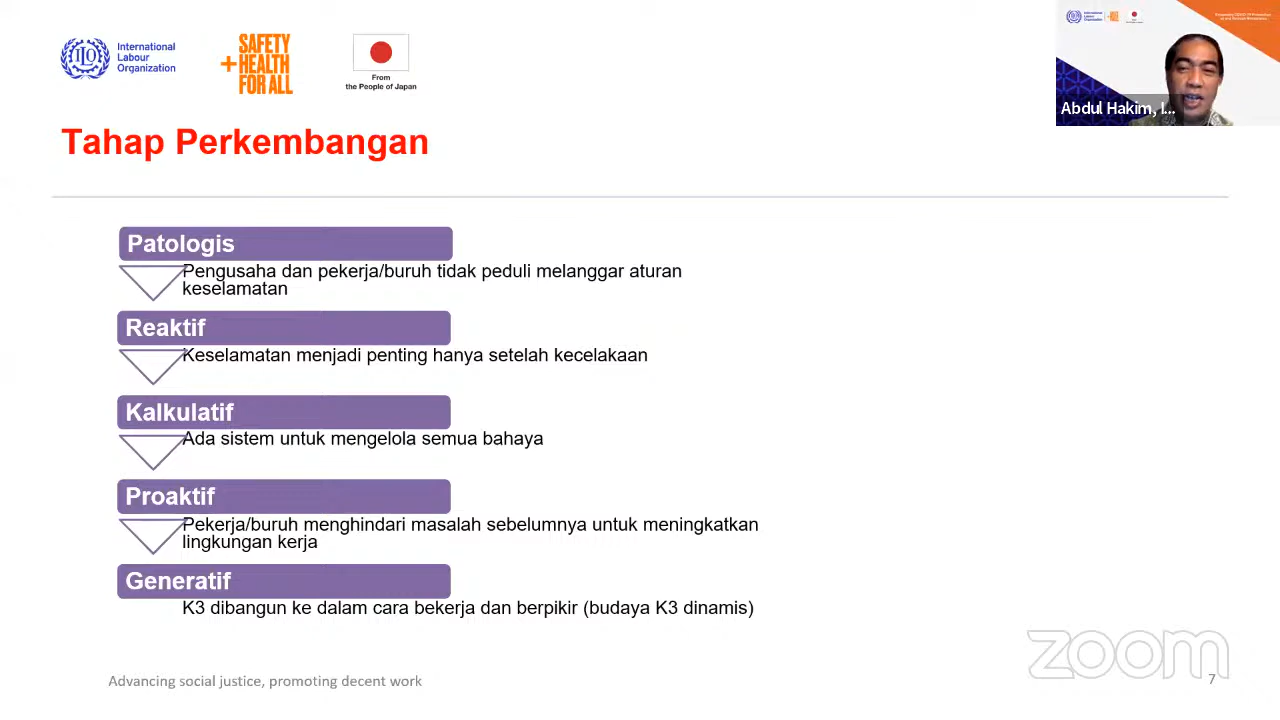 International
Labour
Organization
SAFETY
+HEALTH
FOR ALL
From
the People of Japan
Abdul Hakim, I...
Tahap Perkembangan
Patologis
Pengusaha dan pekerja/buruh tidak peduli melanggar aturan
keselamatan
Reaktif
Keselamatan menjadi penting hanya setelah kecelakaan
Kalkulatif
Ada sistem untuk mengelola semua bahaya
Proaktif
Pekerja/buruh menghindari masalah sebelumnya untuk meningkatkan
lingkungan kerja
Generatif
K3 dibangun ke dalam cara bekerja dan berpikir (budaya K3 dinamis)
zoom
Advancing social justice, promoting decent work
7